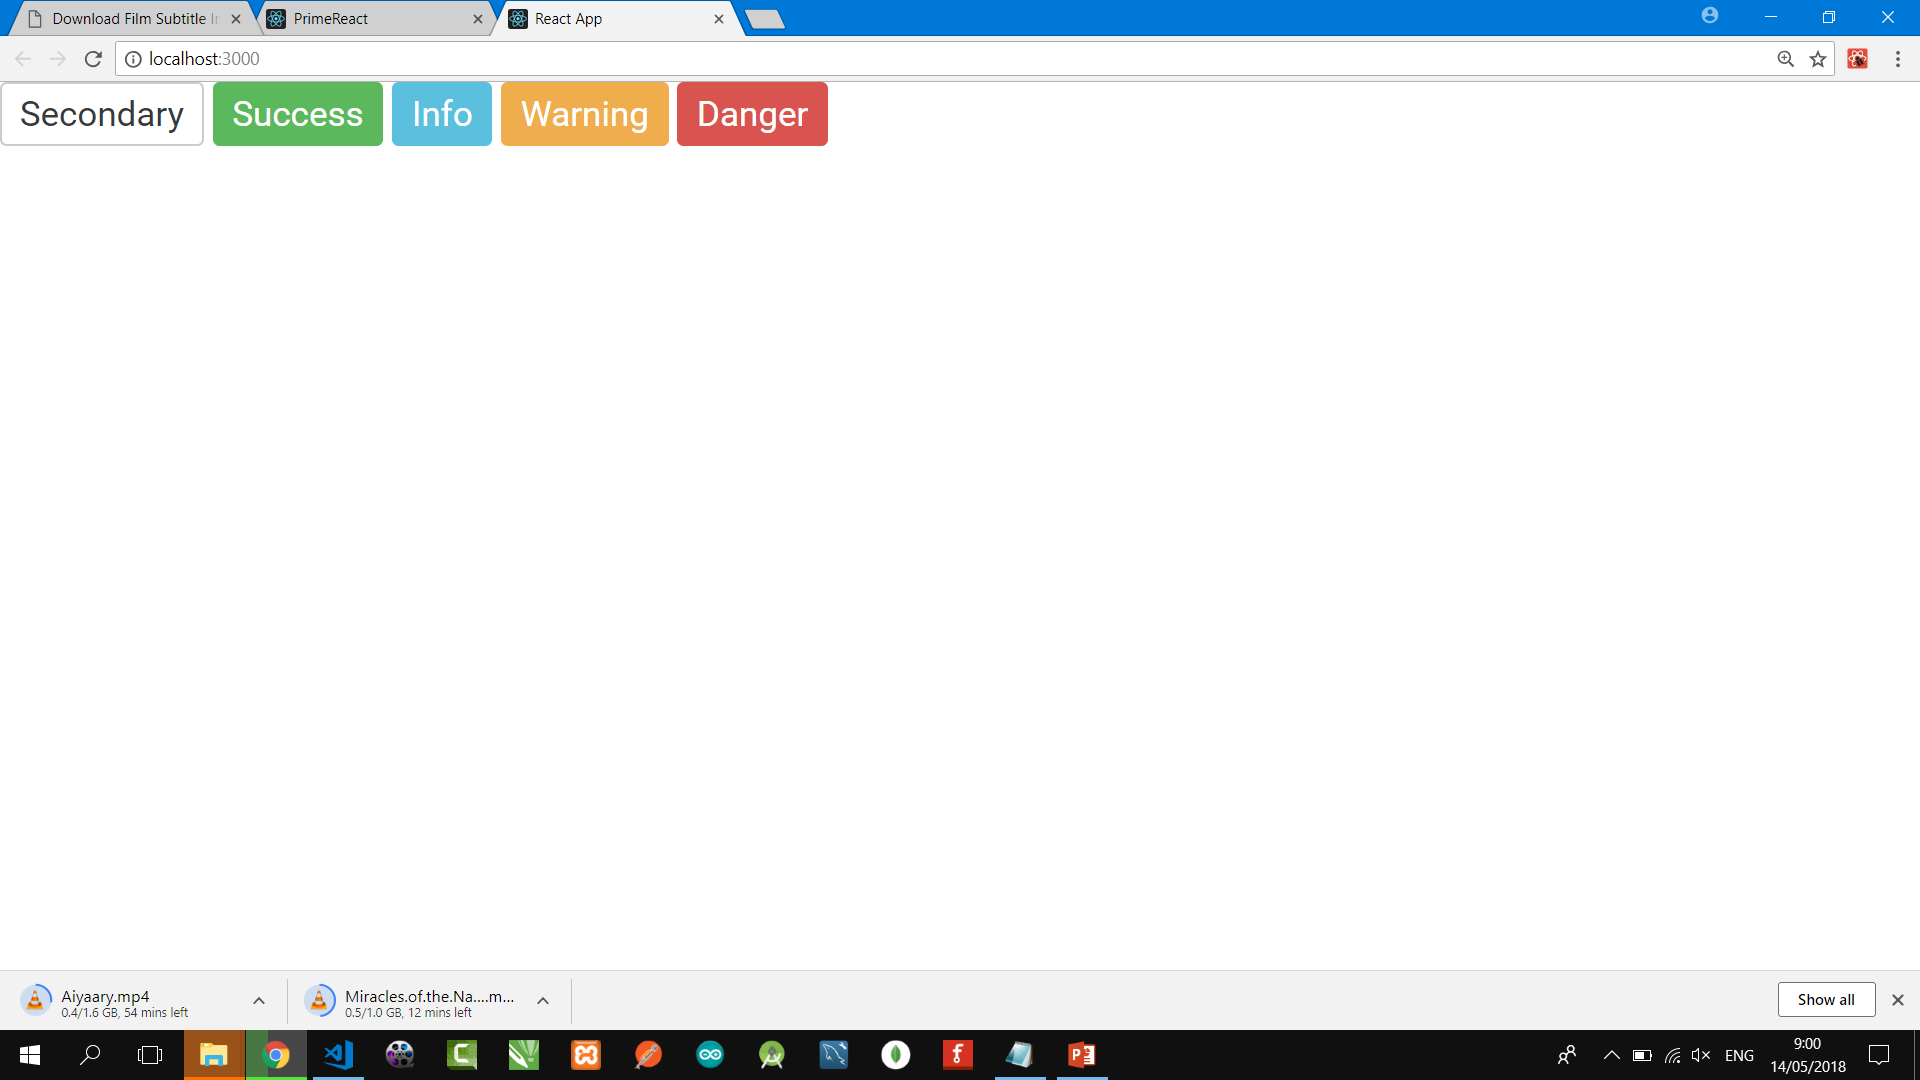 Download Film Subtitle In
PrimeReact
React App
localhost:3000
Secondary
Success
Info
Warning
Danger
Aiyaary.mp4
0.4/1.6 GB, 54 mins left
Miracles.of.the.Na....m...
0.5/1.0 GB, 12 mins left
Show all
ENG
9:00
14/05/2018